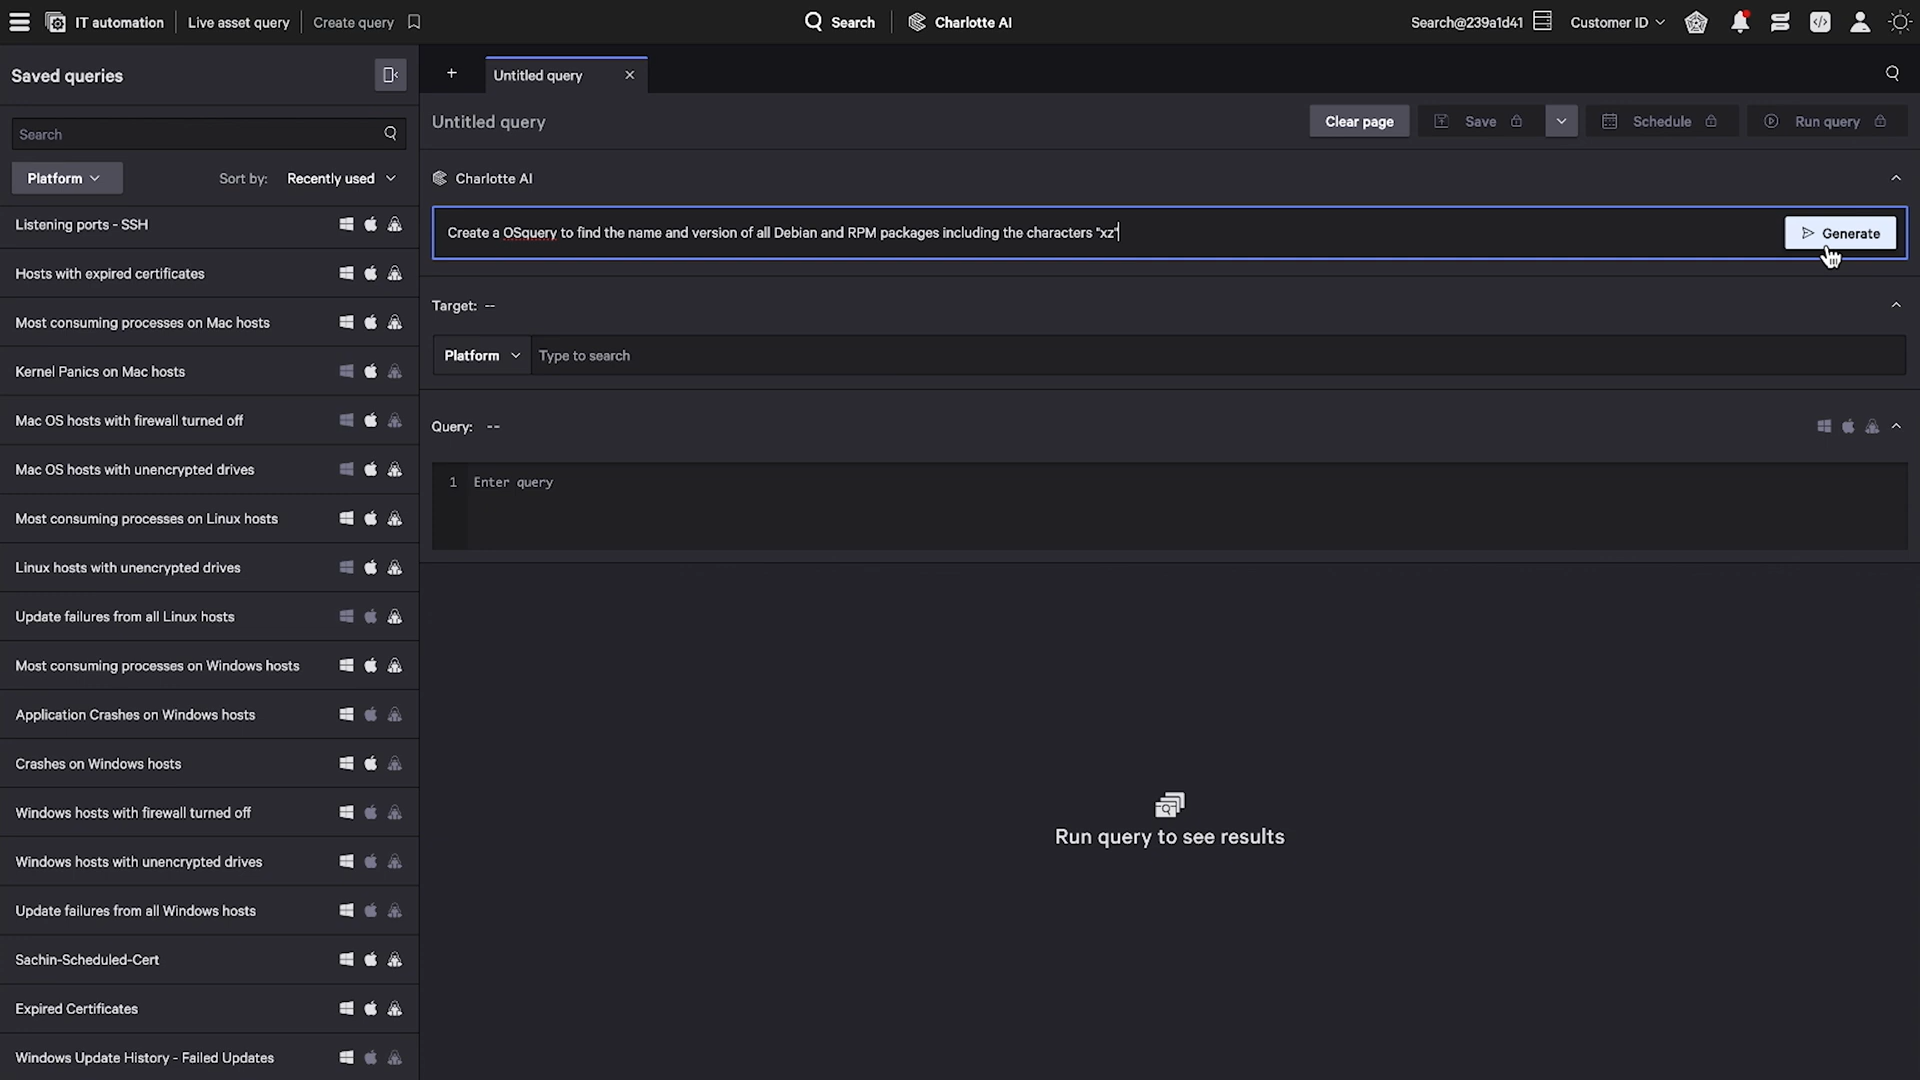 IT automation
Live asset query
Create query
Search
Charlotte AI
Search@239a1d41
Customer ID
Saved queries
Untitled query
Search
Platform
Sort by: Recently used
Listening ports - SSH
Hosts with expired certificates
Most consuming processes on Mac hosts
Kernel Panics on Mac hosts
Mac OS hosts with firewall turned off
Mac OS hosts with unencrypted drives
Most consuming processes on Linux hosts
Linux hosts with unencrypted drives
Update failures from all Linux hosts
Most consuming processes on Windows hosts
Application Crashes on Windows hosts
Crashes on Windows hosts
Windows hosts with firewall turned off
Windows hosts with unencrypted drives
Update failures from all Windows hosts
Sachin-Scheduled-Cert
Expired Certificates
Windows Update History - Failed Updates
Untitled query
Clear page
Save
Schedule
Run query
Charlotte AI
Create a OSquery to find the name and version of all Debian and RPM packages including the characters "xz"
Generate
Target: --
Platform
Type to search
Query: --
1 Enter query
Run query to see results